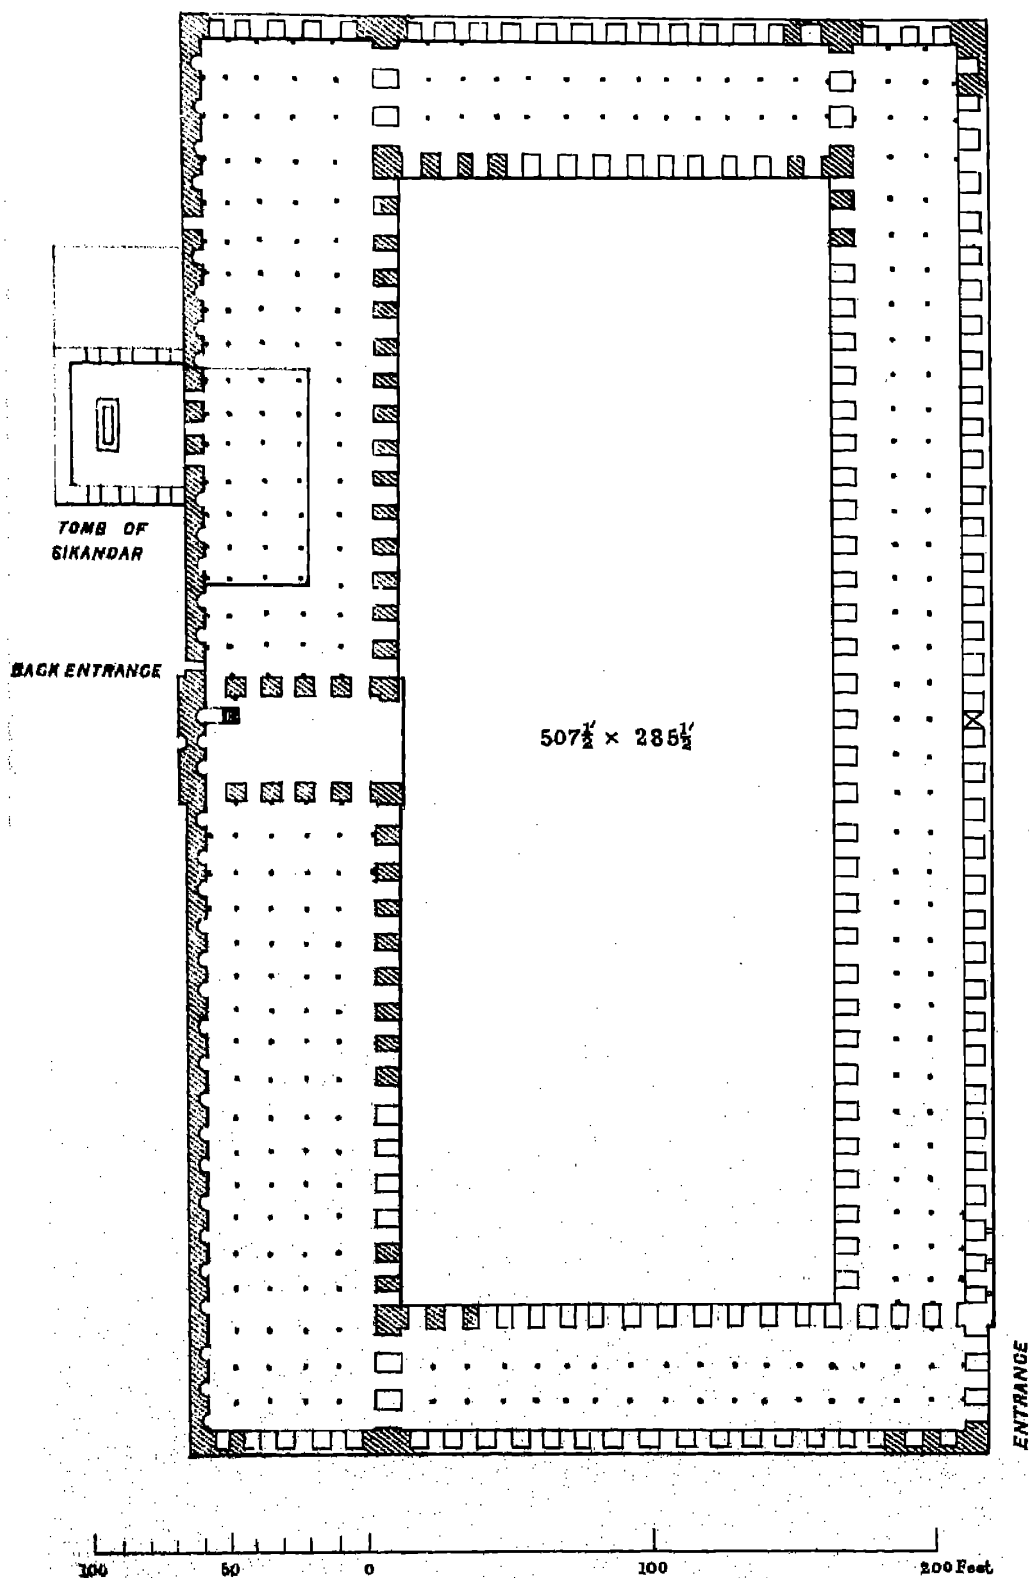 TOMB OF
SIKANDAR
BACK ENTRANCE
507½' × 285½'
ENTRANCE
100 50 0 100 200 Feet